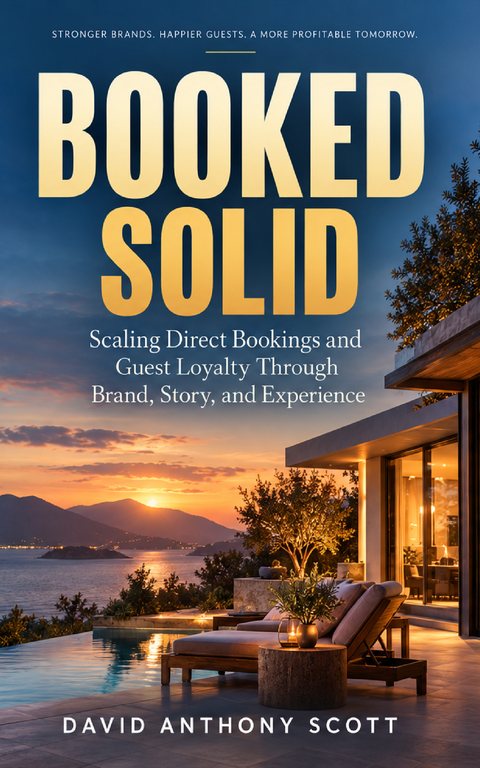 STRONGER BRANDS. HAPPIER GUESTS. A MORE PROFITABLE TOMORROW.
BOOKED
SOLID
Scaling Direct Bookings and
Guest Loyalty Through
Brand, Story, and Experience
DAVID ANTHONY SCOTT